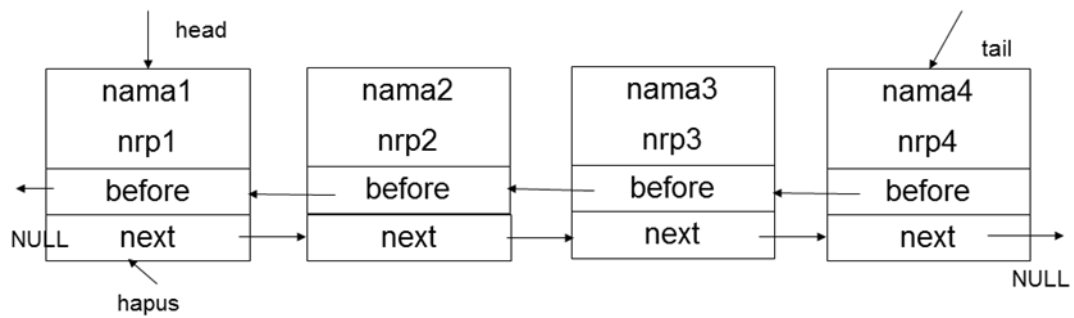 head
tail
nama1
nrp1
before
next
nama2
nrp2
before
next
nama3
nrp3
before
next
nama4
nrp4
before
next
NULL
NULL
hapus